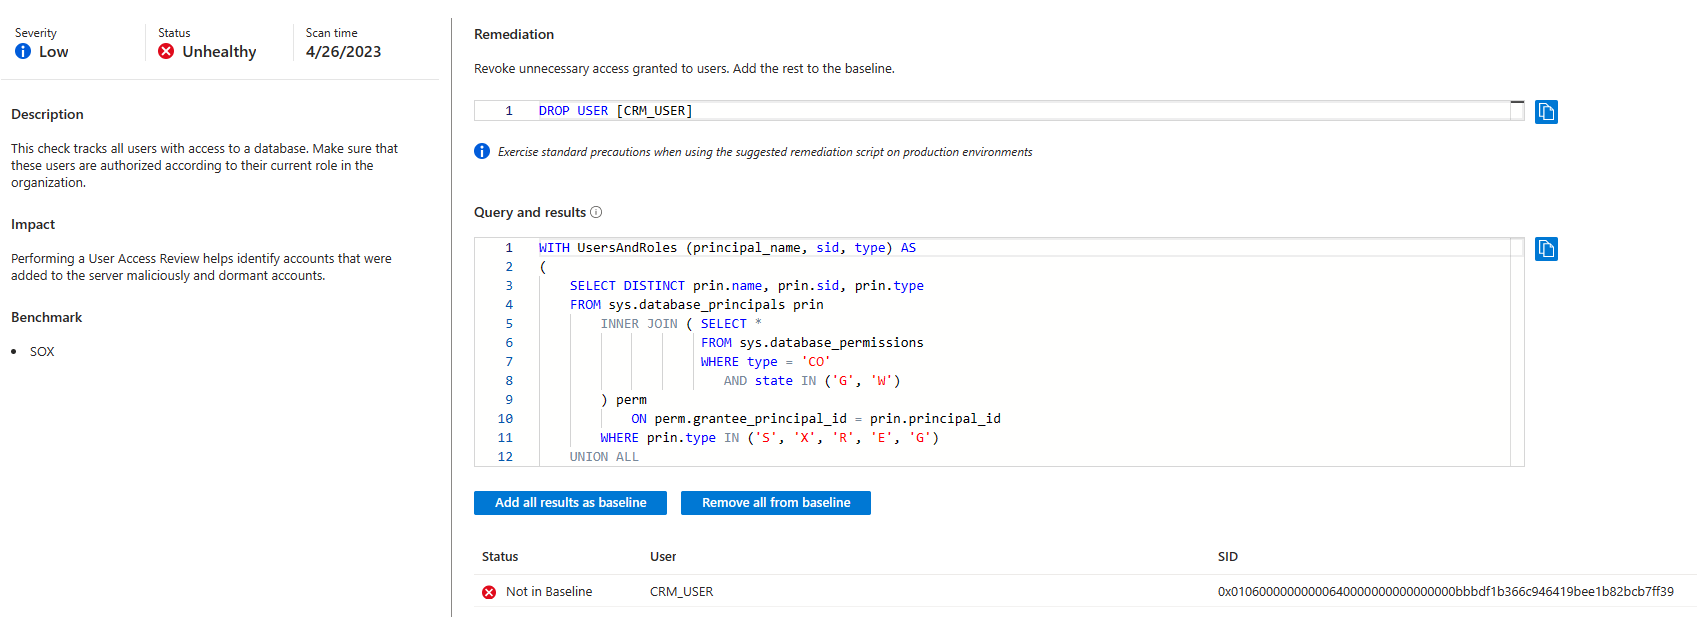 Severity
Low
Status
Unhealthy
Scan time
4/26/2023
Description
This check tracks all users with access to a database. Make sure that
these users are authorized according to their current role in the
organization.
Impact
Performing a User Access Review helps identify accounts that were
added to the server maliciously and dormant accounts.
Benchmark
• SOX
Remediation
Revoke unnecessary access granted to users. Add the rest to the baseline.
1 DROP USER [CRM_USER]
Exercise standard precautions when using the suggested remediation script on production environments
Query and results
1 WITH UsersAndRoles (principal_name, sid, type) AS
2 (
3 SELECT DISTINCT prin.name, prin.sid, prin.type
4 FROM sys.database_principals prin
5 INNER JOIN ( SELECT *
6 FROM sys.database_permissions
7 WHERE type = 'CO'
8 AND state IN ('G', 'W')
9 ) perm
10 ON perm.grantee_principal_id = prin.principal_id
11 WHERE prin.type IN ('S', 'X', 'R', 'E', 'G')
12 UNION ALL
Add all results as baseline
Remove all from baseline
Status User SID
Not in Baseline CRM_USER 0x01060000000000640000000000000000bbbdf1b366c946419bee1b82bcb7ff39